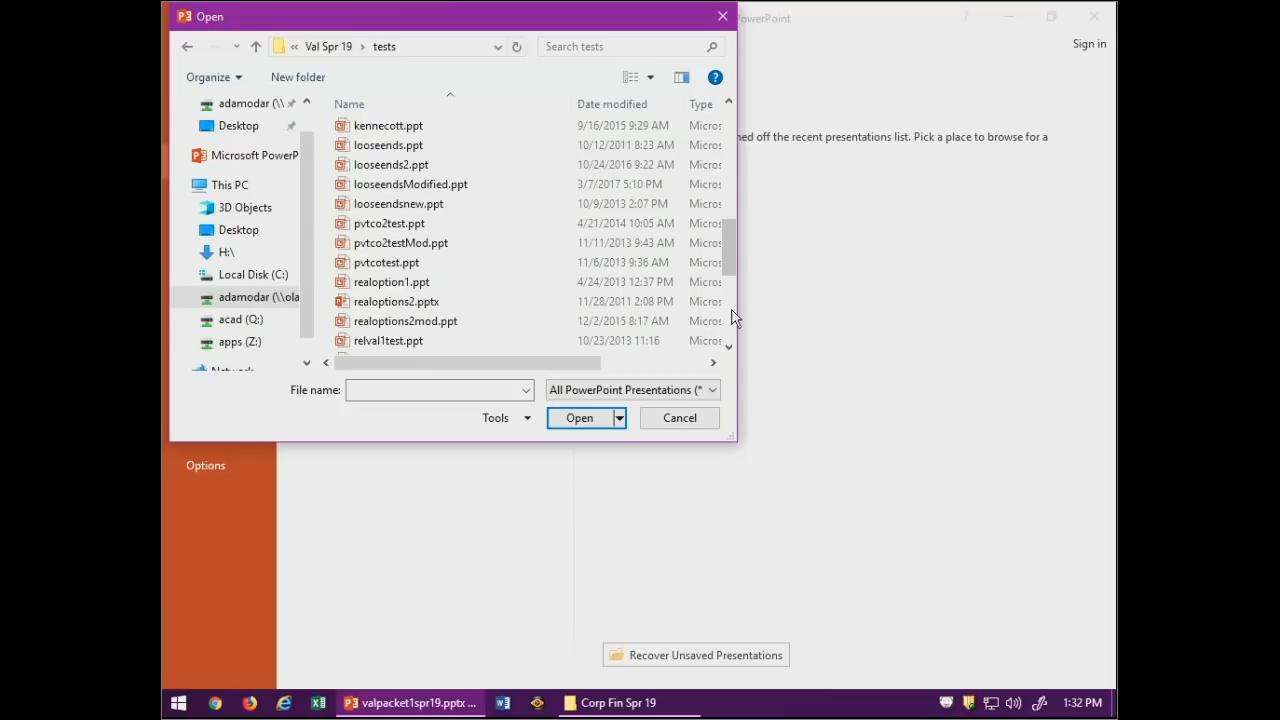 Open
PowerPoint
?
Sign in
« Val Spr 19 › tests
Search tests
Organize
New folder
?
adamodar (\\
Desktop
Microsoft PowerP
This PC
3D Objects
Desktop
H:\
Local Disk (C:)
adamodar (\\ola
acad (Q:)
apps (Z:)
Name Date modified Type
kennecott.ppt 9/16/2015 9:29 AM Micros
looseends.ppt 10/12/2011 8:23 AM Micros
looseends2.ppt 10/24/2016 9:22 AM Micros
looseendsModified.ppt 3/7/2017 5:10 PM Micros
looseendsnew.ppt 10/9/2013 2:07 PM Micros
pvtco2test.ppt 4/21/2014 10:05 AM Micros
pvtco2testMod.ppt 11/11/2013 9:43 AM Micros
pvtcotest.ppt 11/6/2013 9:36 AM Micros
realoption1.ppt 4/24/2013 12:37 PM Micros
realoptions2.pptx 11/28/2011 2:08 PM Micros
realoptions2mod.ppt 12/2/2015 8:17 AM Micros
relval1test.ppt 10/23/2013 11:16 Micros
ned off the recent presentations list. Pick a place to browse for a
File name:
All PowerPoint Presentations (*
Tools
Open
Cancel
Options
Recover Unsaved Presentations
valpacket1spr19.pptx ...
Corp Fin Spr 19
1:32 PM